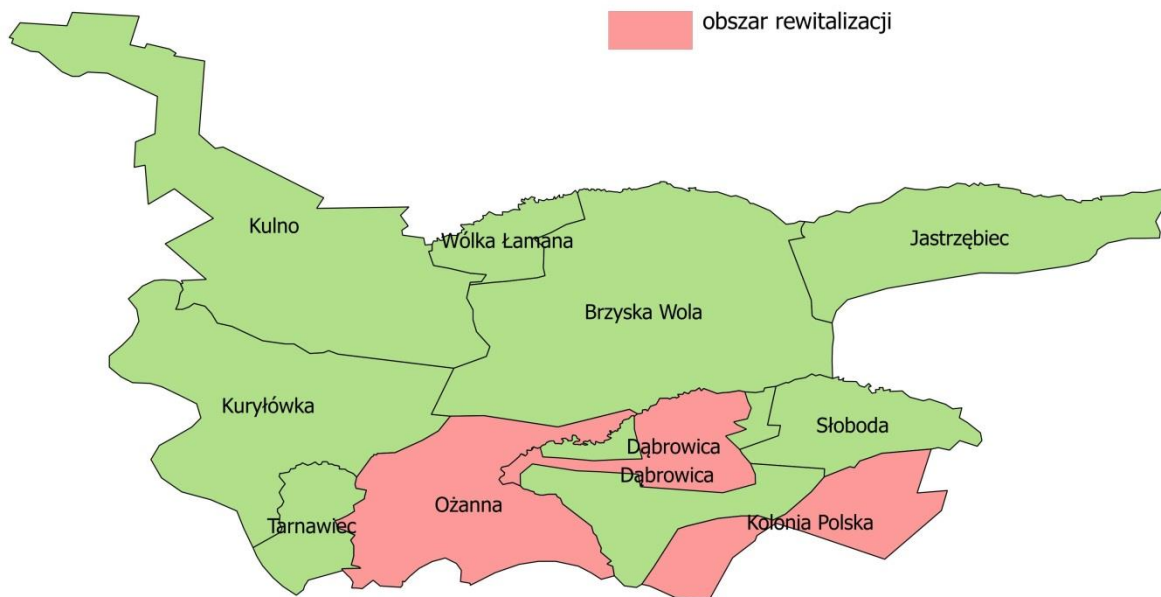 obszar rewitalizacji
Kulno
Wólka Łamana
Jastrzębiec
Brzyska Wola
Kuryłówka
Słoboda
Dąbrowica
Dąbrowica
Ożanna
Tarnawiec
Kolonia Polska